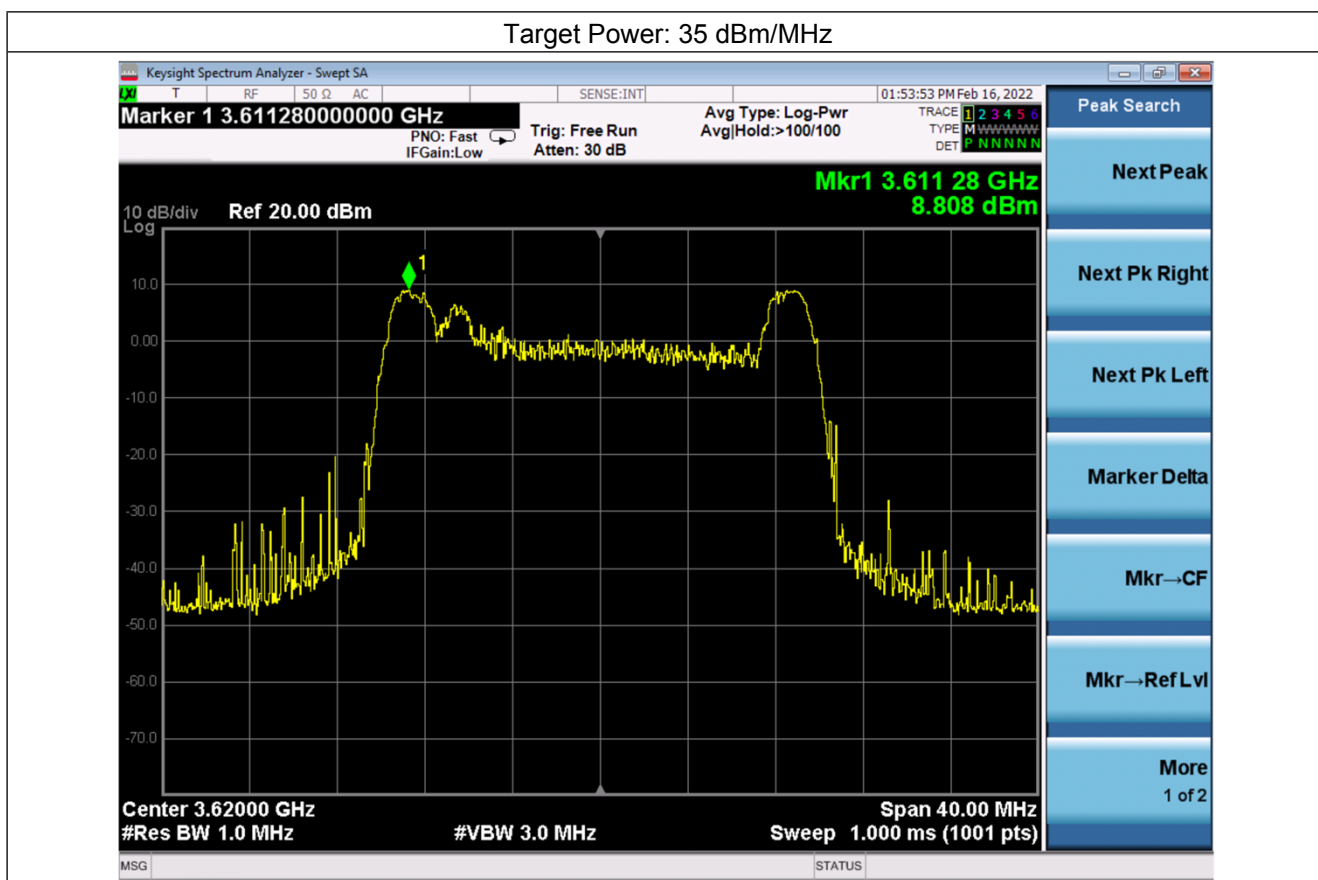 Target Power: 35 dBm/MHz
Keysight Spectrum Analyzer - Swept SA
LXI T RF 50 Ω AC SENSE:INT 01:53:53 PM Feb 16, 2022
Marker 1 3.611280000000 GHz
PNO: Fast
IFGain:Low
Trig: Free Run
Atten: 30 dB
Avg Type: Log-Pwr
Avg|Hold:>100/100
TRACE 1 2 3 4 5 6
TYPE M W W W W W
DET P N N N N N
Mkr1 3.611 28 GHz
8.808 dBm
10 dB/div Ref 20.00 dBm
Log
1
10.0
0.00
-10.0
-20.0
-30.0
-40.0
-50.0
-60.0
-70.0
Center 3.62000 GHz Span 40.00 MHz
#Res BW 1.0 MHz #VBW 3.0 MHz Sweep 1.000 ms (1001 pts)
MSG STATUS
Peak Search
Next Peak
Next Pk Right
Next Pk Left
Marker Delta
Mkr→CF
Mkr→Ref Lvl
More
1 of 2